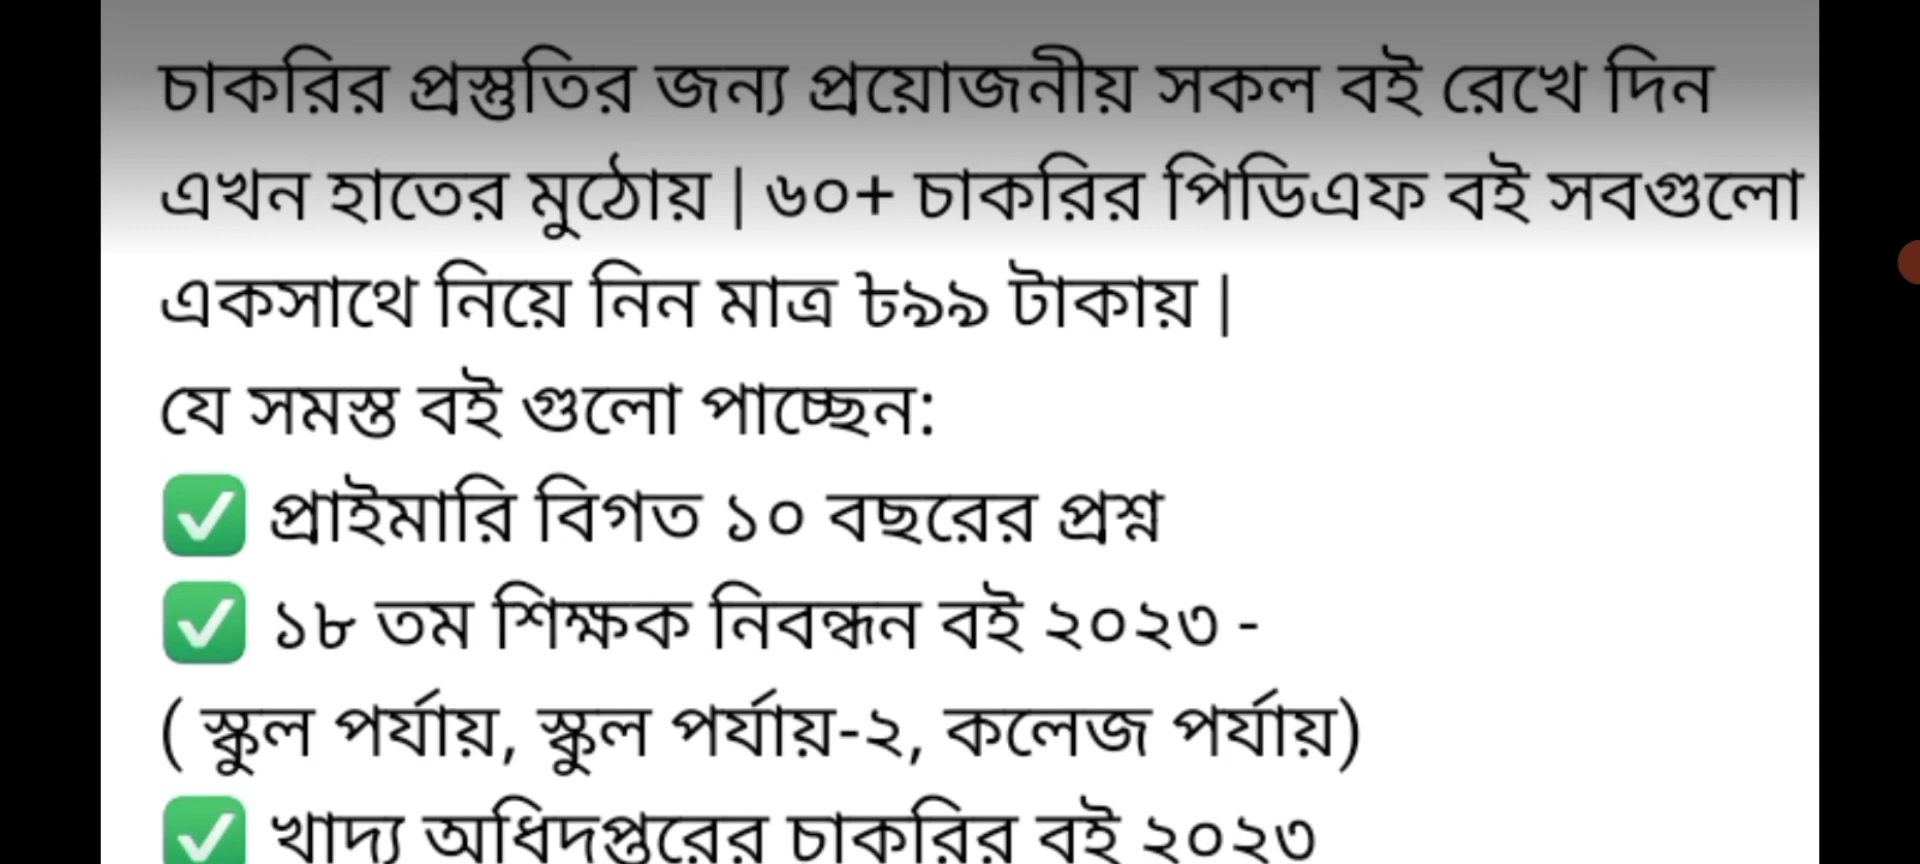 চাকরির প্রস্তুতির জন্য প্রয়োজনীয় সকল বই রেখে দিন
এখন হাতের মুঠোয় | ৬০+ চাকরির পিডিএফ বই সবগুলো
একসাথে নিয়ে নিন মাত্র ৳৯৯ টাকায় |
যে সমস্ত বই গুলো পাচ্ছেন:
✅ প্রাইমারি বিগত ১০ বছরের প্রশ্ন
✅ ১৮ তম শিক্ষক নিবন্ধন বই ২০২৩ -
( স্কুল পর্যায়, স্কুল পর্যায়-২, কলেজ পর্যায়)
✅ খাদ্য অধিদপ্তরের চাকরির বই ২০২৩